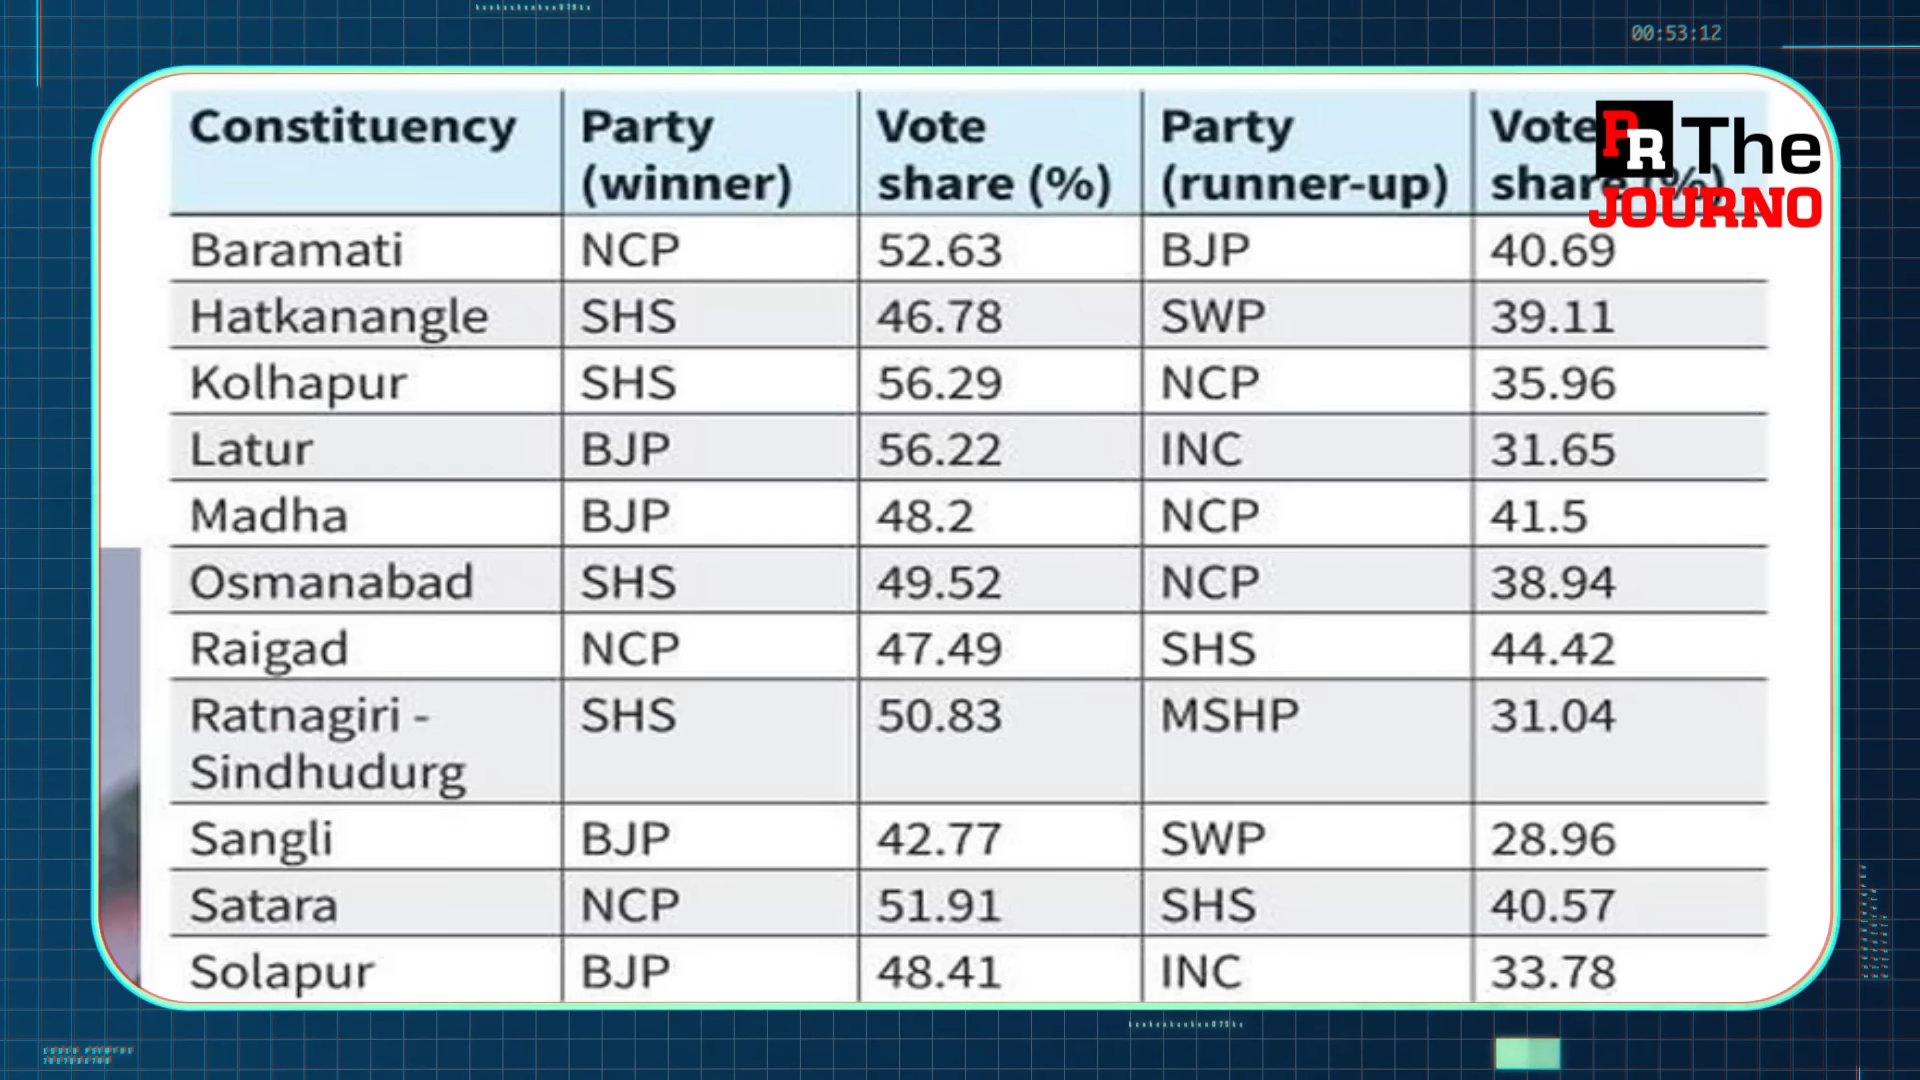 00:53:12
Constituency Party (winner) Vote share (%) Party (runner-up) Vote share (%)
PR The
JOURNO
Baramati NCP 52.63 BJP 40.69
Hatkanangle SHS 46.78 SWP 39.11
Kolhapur SHS 56.29 NCP 35.96
Latur BJP 56.22 INC 31.65
Madha BJP 48.2 NCP 41.5
Osmanabad SHS 49.52 NCP 38.94
Raigad NCP 47.49 SHS 44.42
Ratnagiri - SHS 50.83 MSHP 31.04
Sindhudurg
Sangli BJP 42.77 SWP 28.96
Satara NCP 51.91 SHS 40.57
Solapur BJP 48.41 INC 33.78